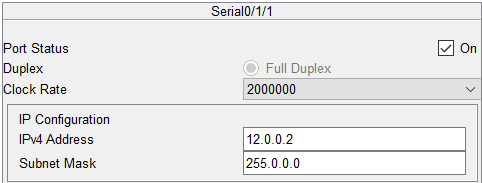 Serial0/1/1
Port Status On
Duplex Full Duplex
Clock Rate 2000000
IP Configuration
IPv4 Address 12.0.0.2
Subnet Mask 255.0.0.0